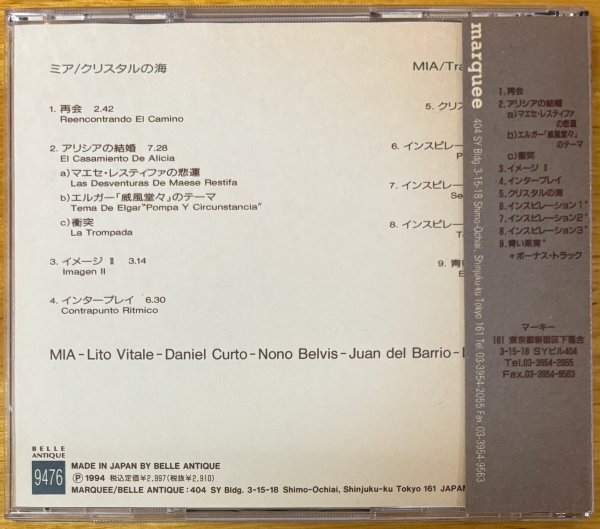 ミア/クリスタルの海
MIA/Tra
1. 再会 2.42
Reencontrando El Camino
2. アリシアの結婚 7.28
El Casamiento De Alicia
a)マエセ・レスティファの悲運
Las Desventuras De Maese Restifa
b)エルガー「威風堂々」のテーマ
Tema De Elgar"Pompa Y Circunstancia"
c)衝突
La Trompada
3. イメージ Ⅱ 3.14
Imagen II
4. インタープレイ 6.30
Contrapunto Ritmico
5. クリス
6. インスピレー
P
7. インスピレー
Se
8. インスピレー
T
9. 青い
E
MIA-Lito Vitale-Daniel Curto-Nono Belvis-Juan del Barrio-L
BELLE
ANTIQUE
9476
MADE IN JAPAN BY BELLE ANTIQUE
Ⓟ 1994 税込定価¥2,997(税抜¥2,910)
MARQUEE/BELLE ANTIQUE:404 SY Bldg. 3-15-18 Shimo-Ochiai, Shinjuku-ku Tokyo 161 JAPAN
marquee
404 SY Bldg. 3-15-18 Shimo-Ochiai, Shinjuku-ku Tokyo 161 Tel. 03-3954-2055 Fax. 03-3954-9563
1.再会
2.アリシアの結婚
a)マエセ・レスティファ
の悲運
b)エルガー「威風堂々」
のテーマ
c)衝突
3.イメージ Ⅱ
4.インタープレイ
5.クリスタルの海
6.インスピレーション1*
7.インスピレーション2*
8.インスピレーション3*
9.青い果実*
*ボーナス・トラック
マーキー
161 東京都新宿区下落合
3-15-18 SYビル404
Tel.03-3954-2055
Fax.03-3954-9563